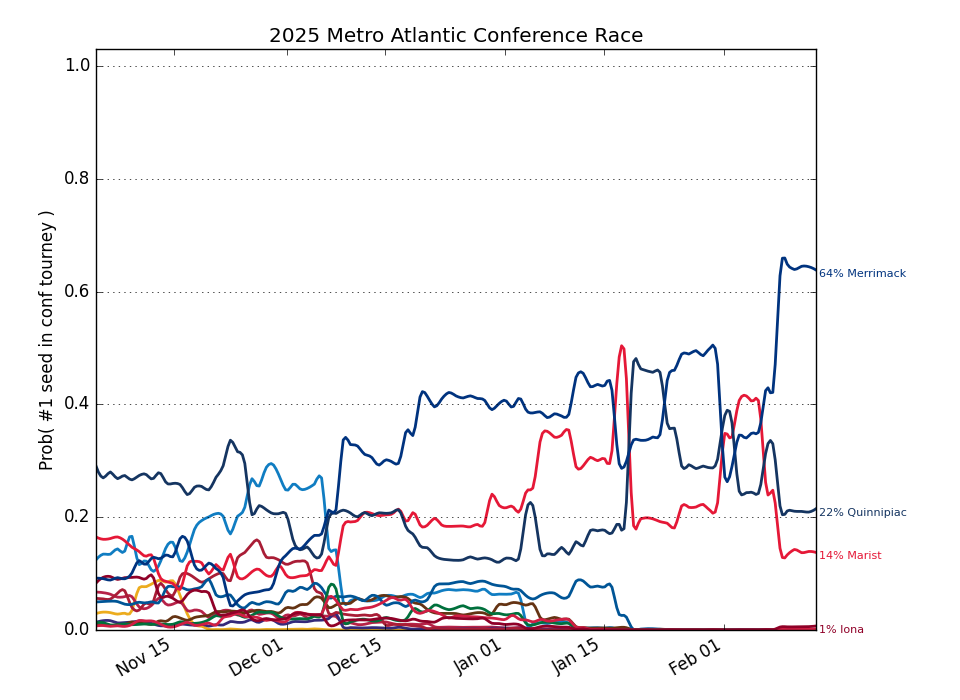 2025 Metro Atlantic Conference Race
Prob( #1 seed in conf tourney )
1.0
0.8
0.6
0.4
0.2
0.0
64% Merrimack
22% Quinnipiac
14% Marist
1% Iona
Nov 15
Dec 01
Dec 15
Jan 01
Jan 15
Feb 01